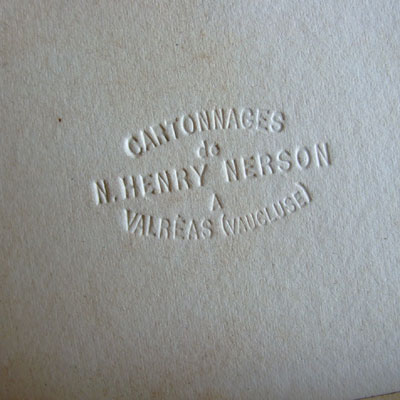 CARTONNAGES
de
N. HENRY NERSON
A
VALRÉAS (VAUCLUSE)